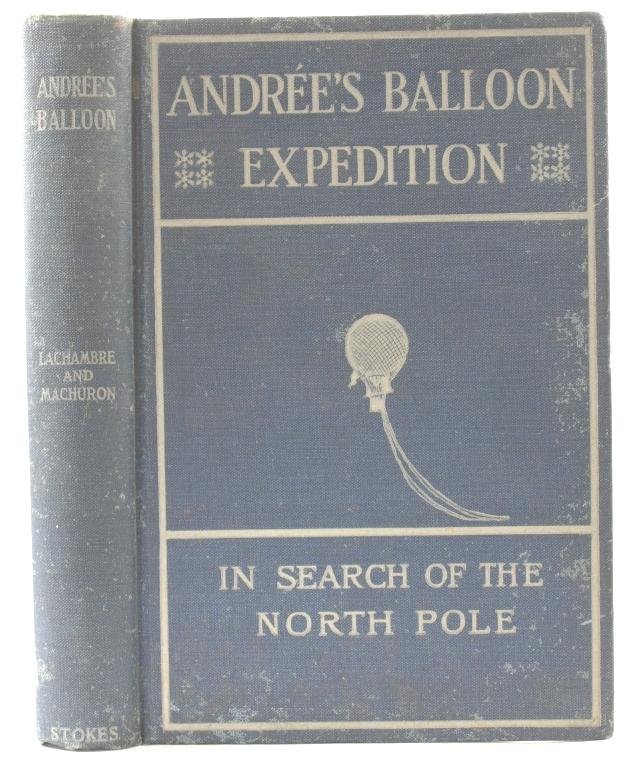 ANDRÉE'S
BALLOON
LACHAMBRE
AND
MACHURON
STOKES
ANDRÉE'S BALLOON
EXPEDITION
IN SEARCH OF THE
NORTH POLE